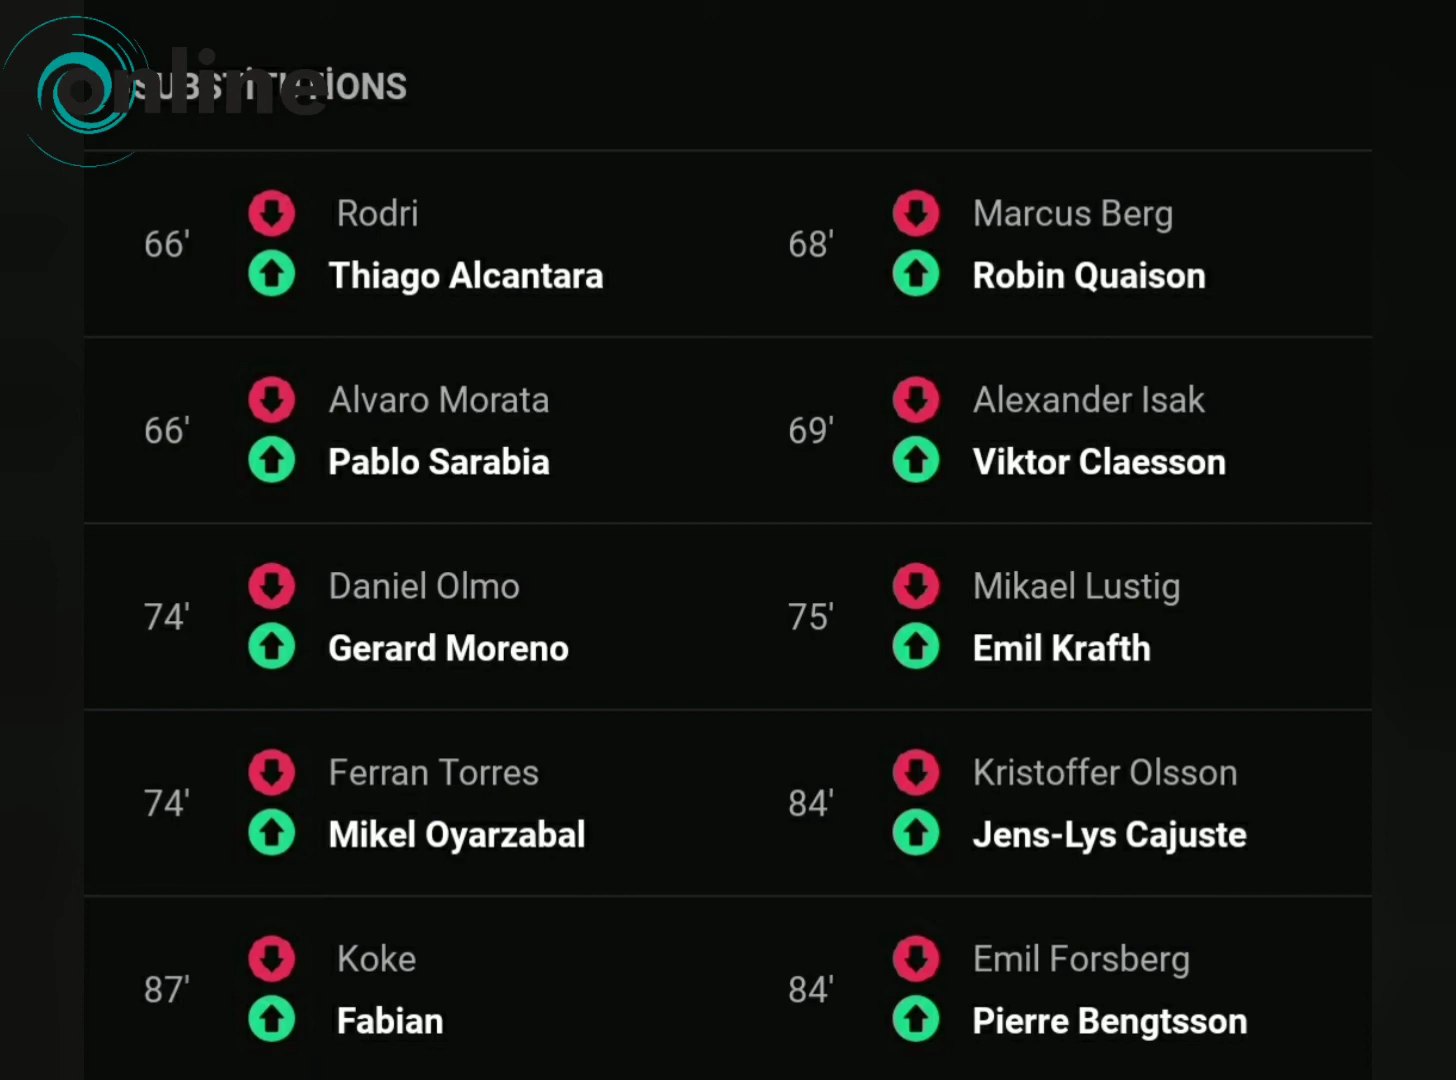 online
SUBSTITUTIONS
66'
Rodri
Thiago Alcantara
68'
Marcus Berg
Robin Quaison
66'
Alvaro Morata
Pablo Sarabia
69'
Alexander Isak
Viktor Claesson
74'
Daniel Olmo
Gerard Moreno
75'
Mikael Lustig
Emil Krafth
74'
Ferran Torres
Mikel Oyarzabal
84'
Kristoffer Olsson
Jens-Lys Cajuste
87'
Koke
Fabian
84'
Emil Forsberg
Pierre Bengtsson